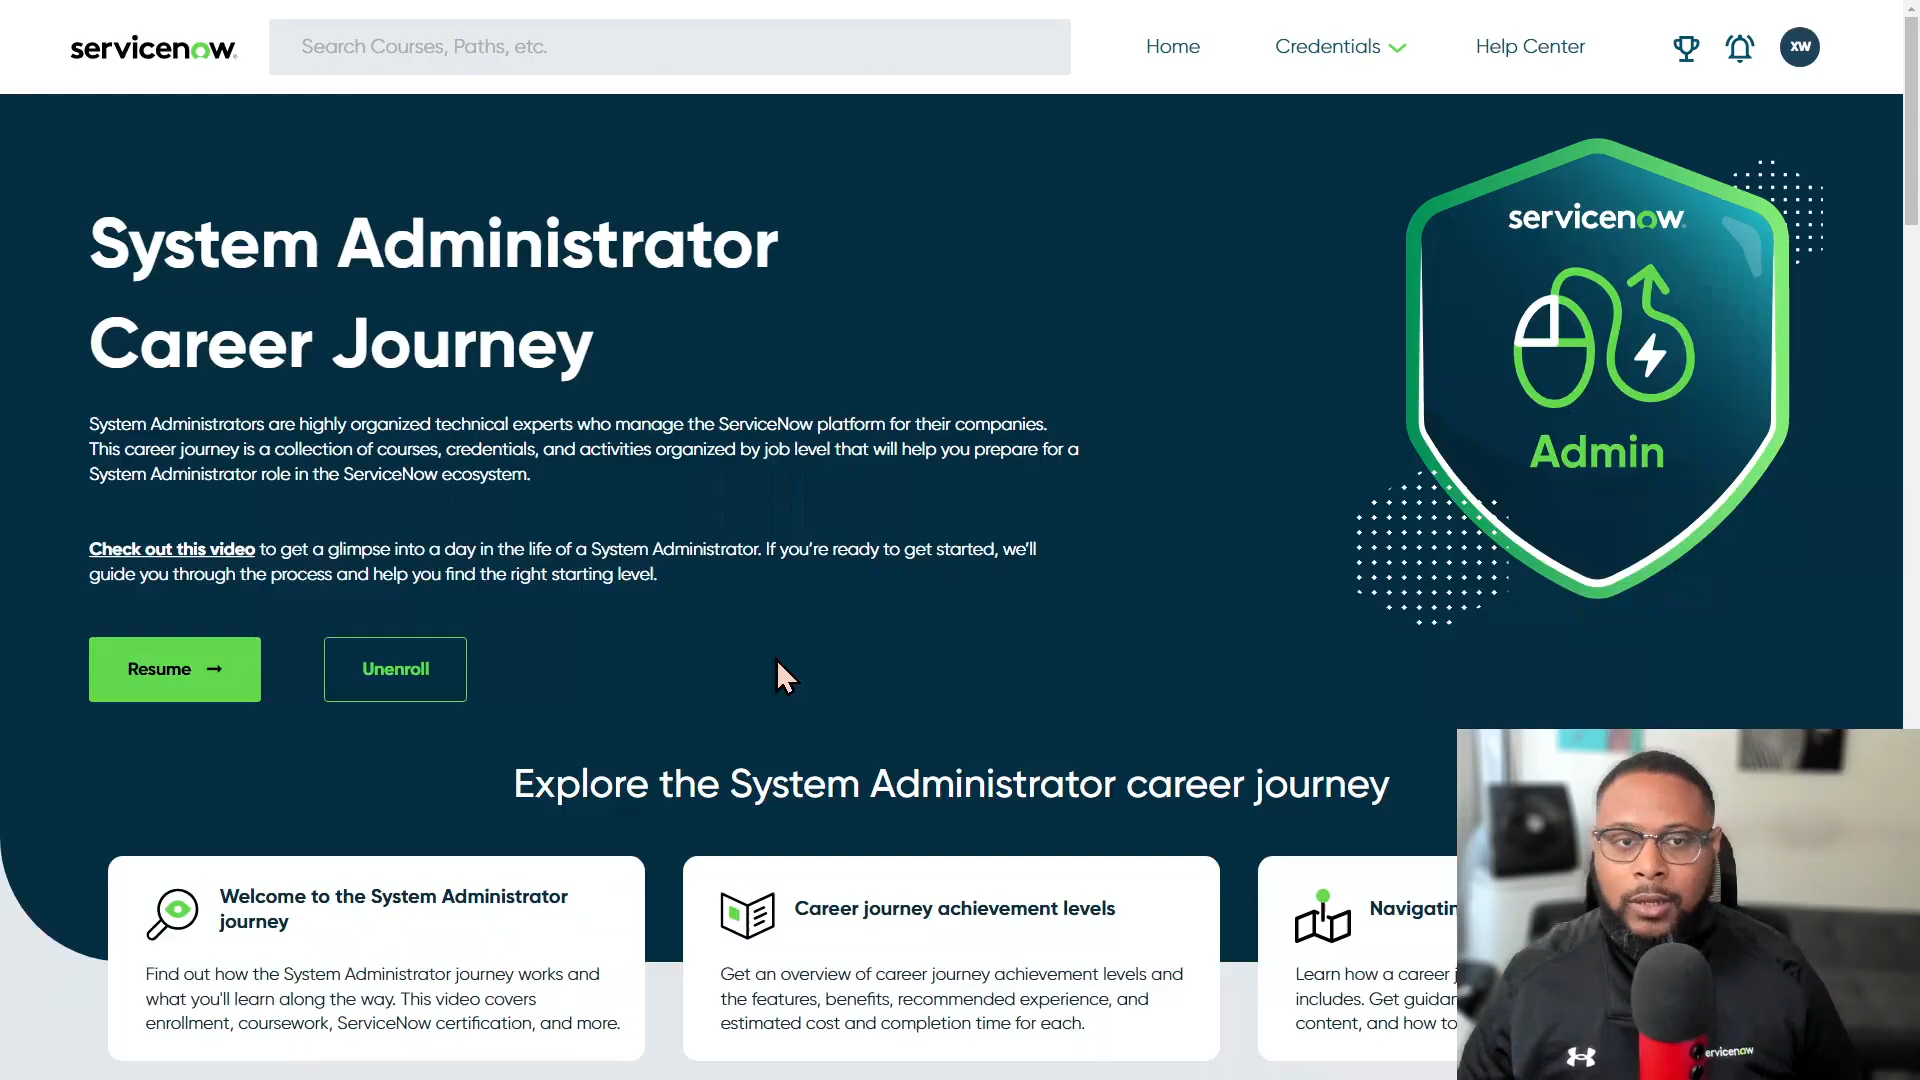 servicenow
Search Courses, Paths, etc.
Home
Credentials
Help Center
XW
System Administrator
Career Journey
System Administrators are highly organized technical experts who manage the ServiceNow platform for their companies.
This career journey is a collection of courses, credentials, and activities organized by job level that will help you prepare for a
System Administrator role in the ServiceNow ecosystem.
Check out this video to get a glimpse into a day in the life of a System Administrator. If you're ready to get started, we'll
guide you through the process and help you find the right starting level.
Resume
Unenroll
servicenow
Admin
Explore the System Administrator career journey
Welcome to the System Administrator
journey
Find out how the System Administrator journey works and
what you'll learn along the way. This video covers
enrollment, coursework, ServiceNow certification, and more.
Career journey achievement levels
Get an overview of career journey achievement levels and
the features, benefits, recommended experience, and
estimated cost and completion time for each.
Navigatin
Learn how a career j
includes. Get guidan
content, and how to
ervicenow